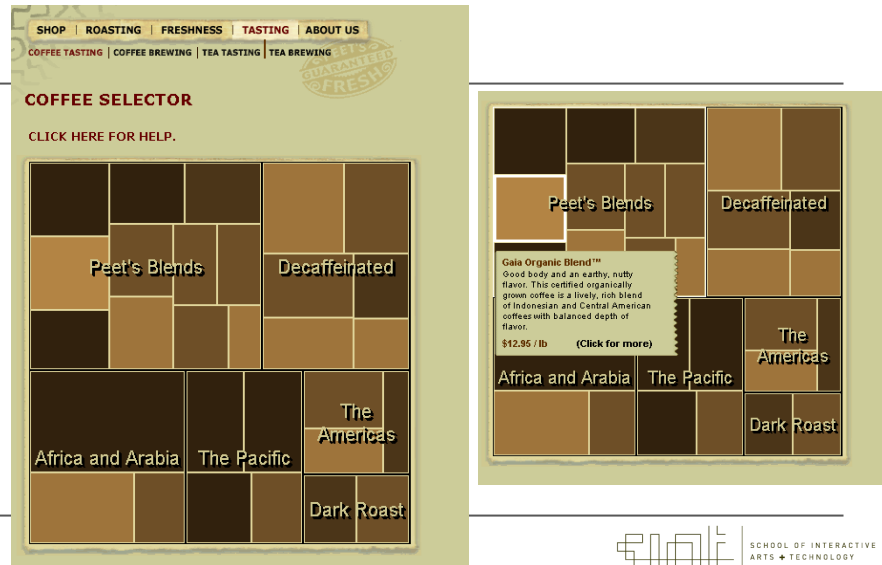 SHOP | ROASTING | FRESHNESS | TASTING | ABOUT US
COFFEE TASTING | COFFEE BREWING | TEA TASTING | TEA BREWING
PEET'S
GUARANTEED
FRESH
COFFEE SELECTOR
CLICK HERE FOR HELP.
Peet's Blends
Decaffeinated
Africa and Arabia
The Pacific
The
Americas
Dark Roast
Peet's Blends
Decaffeinated
Gaia Organic Blend™
Good body and an earthy, nutty
flavor. This certified organically
grown coffee is a lively, rich blend
of Indonesian and Central American
coffees with balanced depth of
flavor.
$12.95 / lb (Click for more)
Africa and Arabia
The Pacific
The
Americas
Dark Roast
SCHOOL OF INTERACTIVE
ARTS + TECHNOLOGY